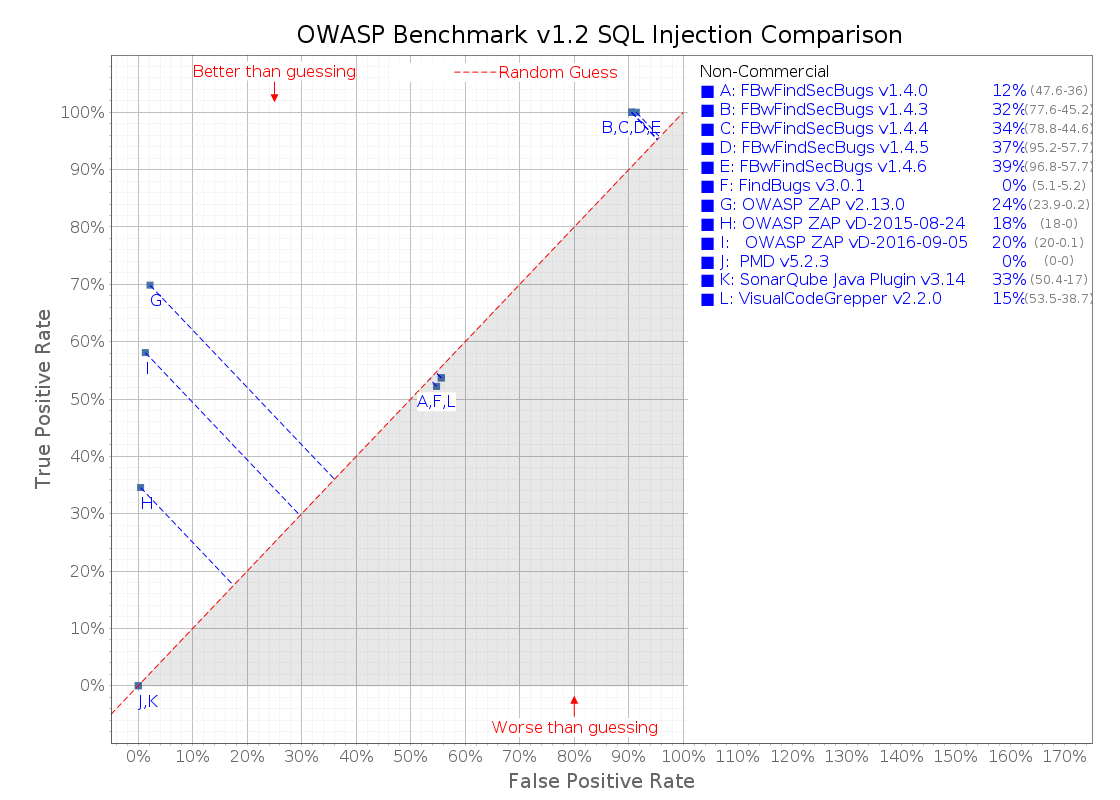 OWASP Benchmark v1.2 SQL Injection Comparison
Better than guessing
Random Guess
Non-Commercial
A: FBwFindSecBugs v1.4.0 12% (47.6-36)
B: FBwFindSecBugs v1.4.3 32% (77.6-45.2)
C: FBwFindSecBugs v1.4.4 34% (78.8-44.6)
D: FBwFindSecBugs v1.4.5 37% (95.2-57.7)
E: FBwFindSecBugs v1.4.6 39% (96.8-57.7)
F: FindBugs v3.0.1 0% (5.1-5.2)
G: OWASP ZAP v2.13.0 24% (23.9-0.2)
H: OWASP ZAP vD-2015-08-24 18% (18-0)
I: OWASP ZAP vD-2016-09-05 20% (20-0.1)
J: PMD v5.2.3 0% (0-0)
K: SonarQube Java Plugin v3.14 33% (50.4-17)
L: VisualCodeGrepper v2.2.0 15% (53.5-38.7)
True Positive Rate
100%
90%
80%
70%
60%
50%
40%
30%
20%
10%
0%
B,C,D,E
G
I
A,F,L
H
J,K
Worse than guessing
0% 10% 20% 30% 40% 50% 60% 70% 80% 90% 100% 110% 120% 130% 140% 150% 160% 170%
False Positive Rate